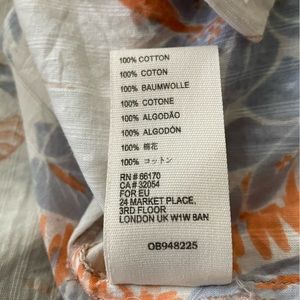 100% COTTON
100% COTON
100% BAUMWOLLE
100% COTONE
100% ALGODÃO
100% ALGODÓN
100% 棉花
100% コットン
RN # 66170
CA # 32054
FOR EU
24 MARKET PLACE,
3RD FLOOR
LONDON UK W1W 8AN
OB948225